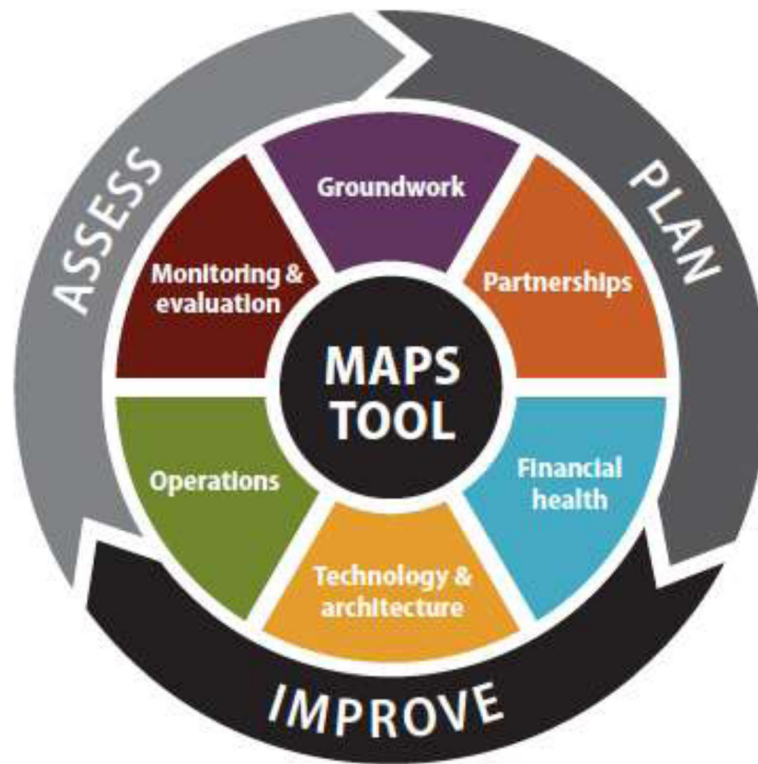 ASSESS
PLAN
IMPROVE
Groundwork
Partnerships
Financial
health
Technology &
architecture
Operations
Monitoring &
evaluation
MAPS
TOOL